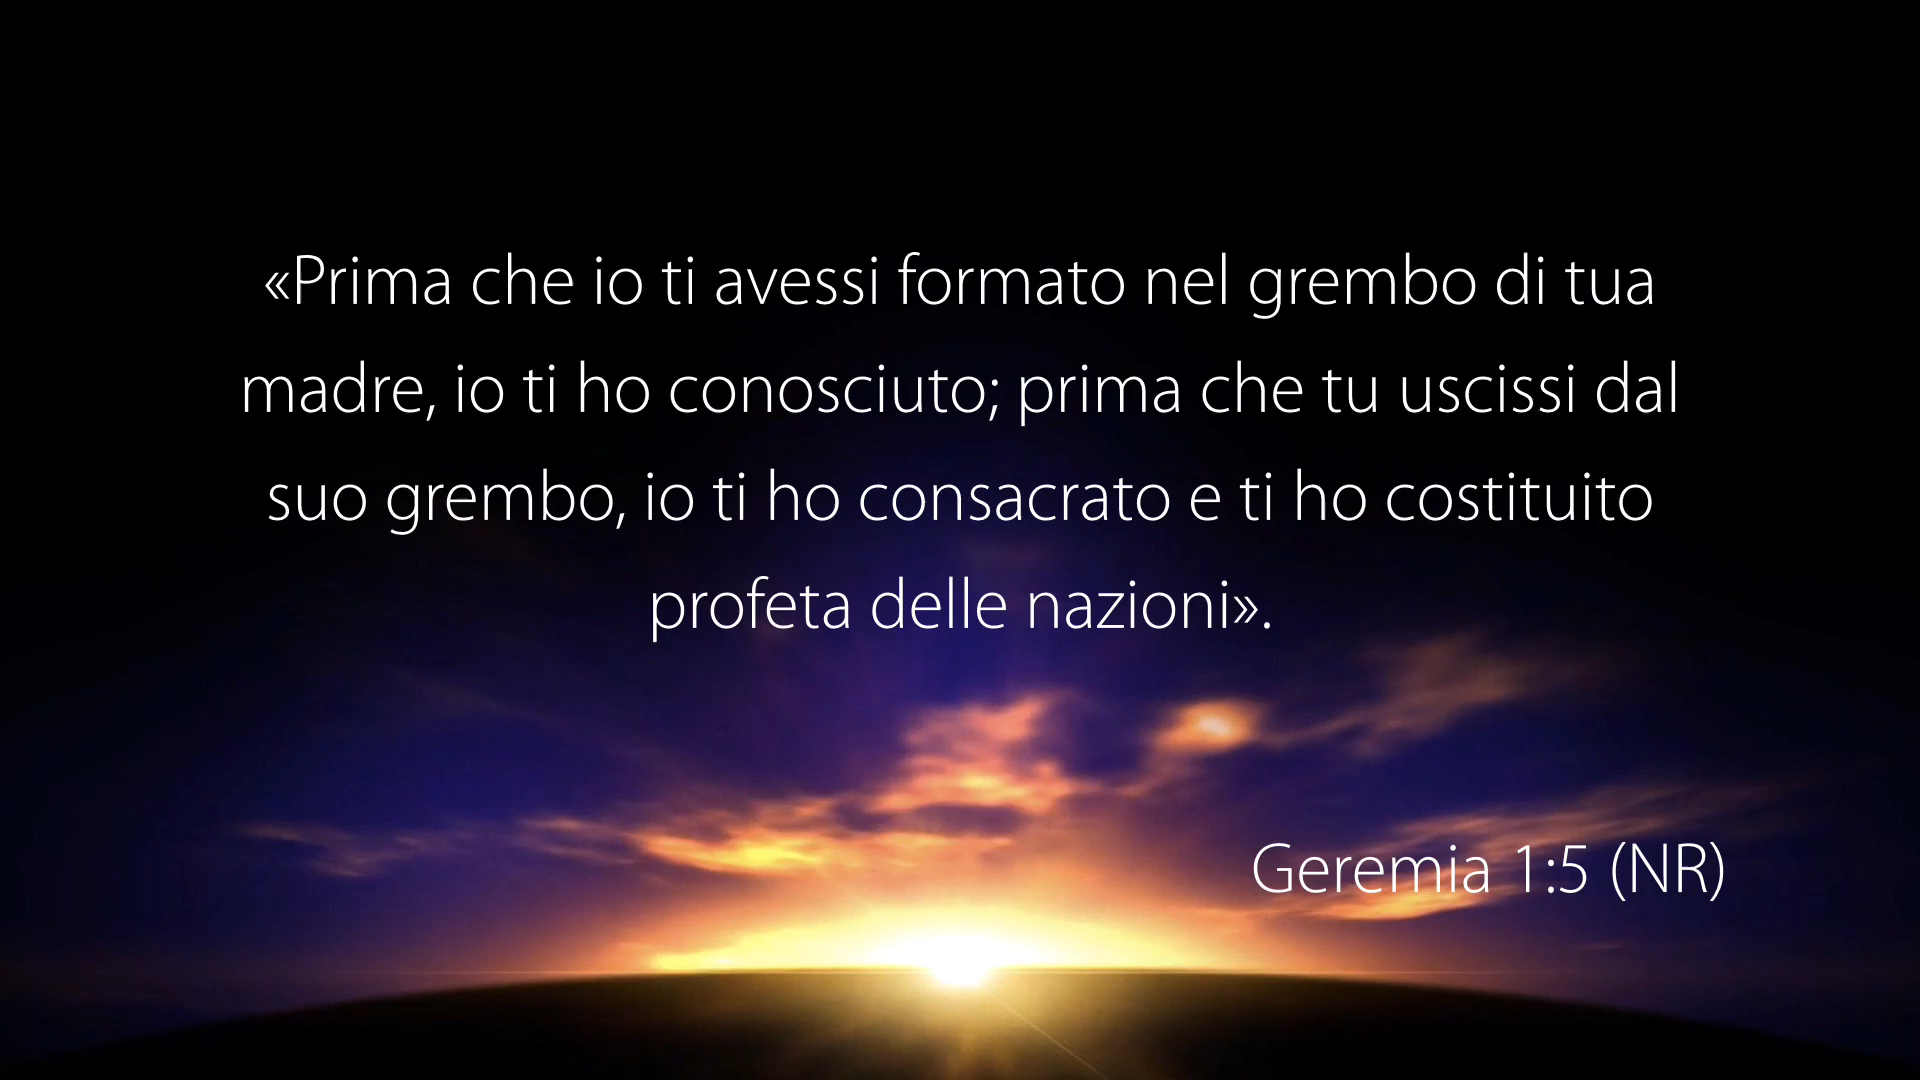 «Prima che io ti avessi formato nel grembo di tua
madre, io ti ho conosciuto; prima che tu uscissi dal
suo grembo, io ti ho consacrato e ti ho costituito
profeta delle nazioni».
Geremia 1:5 (NR)